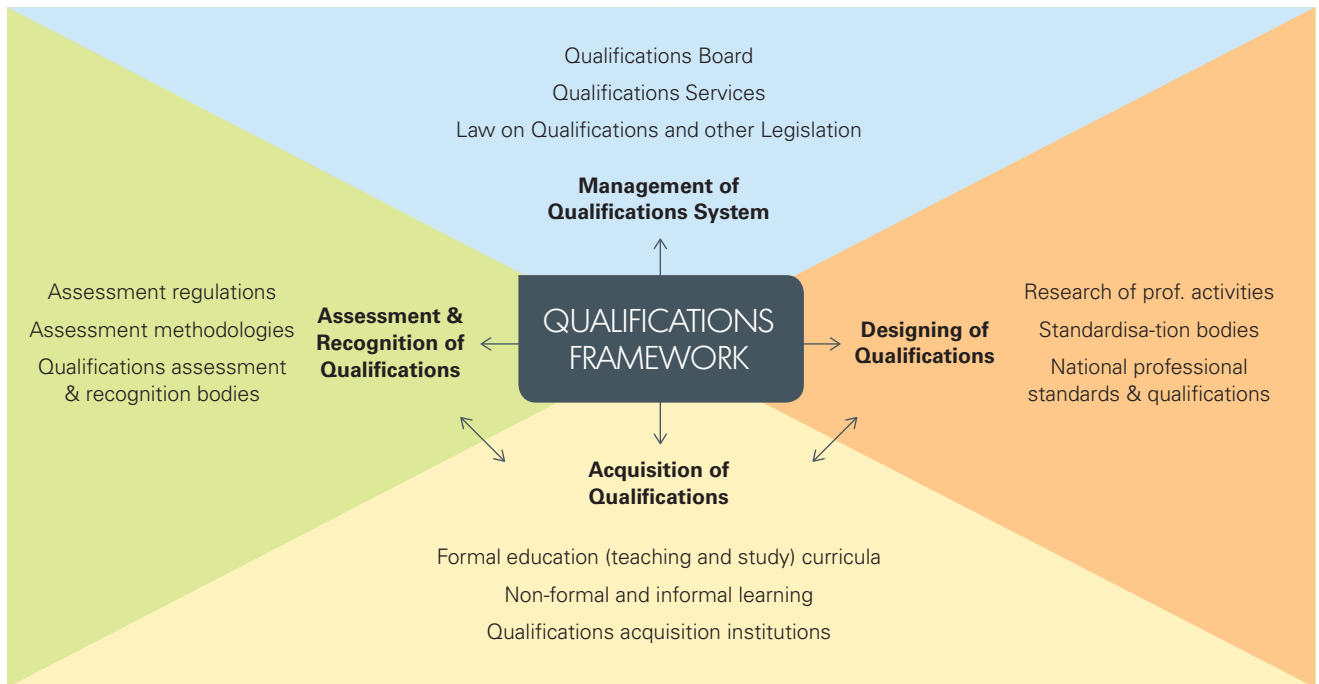 Qualifications Board
Qualifications Services
Law on Qualifications and other Legislation
Management of
Qualifications System
Assessment regulations
Assessment methodologies
Qualifications assessment
& recognition bodies
Assessment &
Recognition of
Qualifications
QUALIFICATIONS
FRAMEWORK
Designing of
Qualifications
Research of prof. activities
Standardisa-tion bodies
National professional
standards & qualifications
Acquisition of
Qualifications
Formal education (teaching and study) curricula
Non-formal and informal learning
Qualifications acquisition institutions